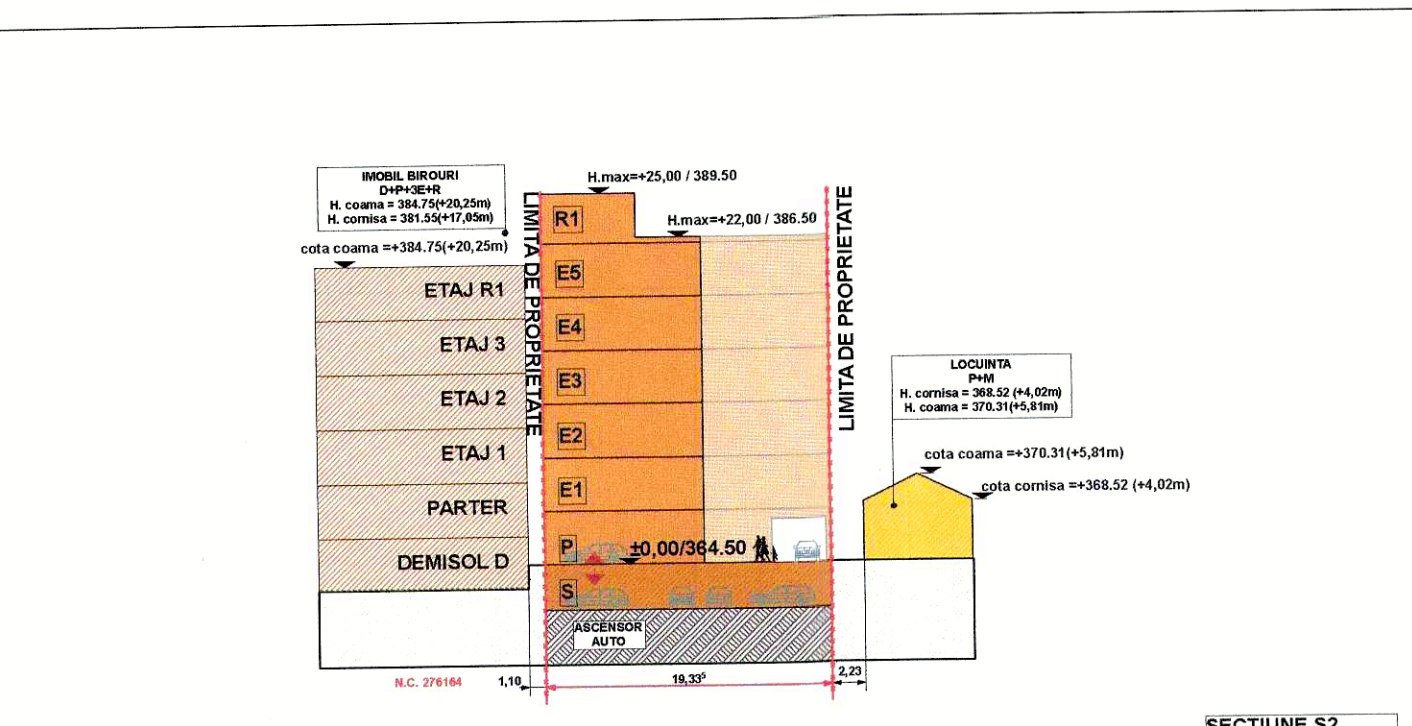 IMOBIL BIROURI
D+P+3E+R
H. coama = 384.75(+20,25m)
H. cornisa = 381.55(+17,05m)
cota coama =+384.75(+20,25m)
H.max=+25,00 / 389.50
H.max=+22,00 / 386.50
LIMITA DE PROPRIETATE
LIMITA DE PROPRIETATE
R1
E5
E4
E3
E2
E1
P
S
±0,00/364.50
ETAJ R1
ETAJ 3
ETAJ 2
ETAJ 1
PARTER
DEMISOL D
LOCUINTA
P+M
H. cornisa = 368.52 (+4,02m)
H. coama = 370.31(+5,81m)
cota coama =+370.31(+5,81m)
cota cornisa =+368.52 (+4,02m)
ASCENSOR
AUTO
N.C. 276164
1,10
19,33⁵
2,23
SECTIUNE S2